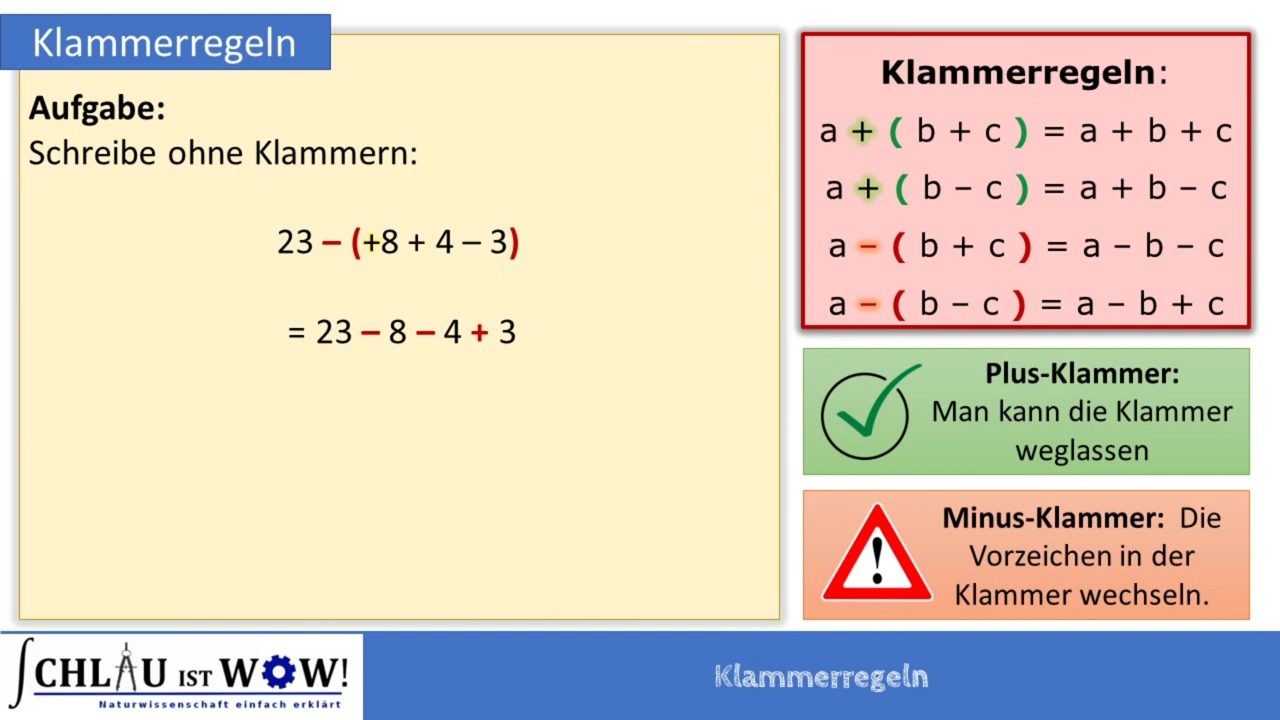 Klammerregeln
Aufgabe:
Schreibe ohne Klammern:
23 – (+8 + 4 – 3)
= 23 – 8 – 4 + 3
Klammerregeln:
a + ( b + c ) = a + b + c
a + ( b – c ) = a + b – c
a – ( b + c ) = a – b – c
a – ( b – c ) = a – b + c
Plus-Klammer:
Man kann die Klammer
weglassen
Minus-Klammer: Die
Vorzeichen in der
Klammer wechseln.
∫CHLAU IST WOW!
Naturwissenschaft einfach erklärt
Klammerregeln